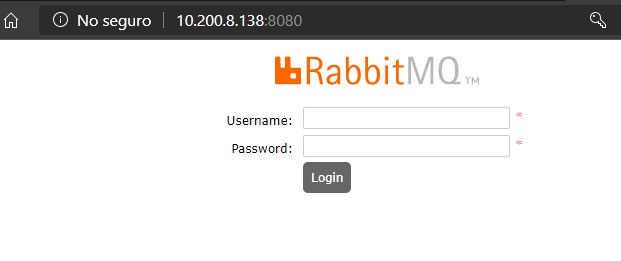 No seguro
10.200.8.138:8080
RabbitMQ™
Username: *
Password: *
Login